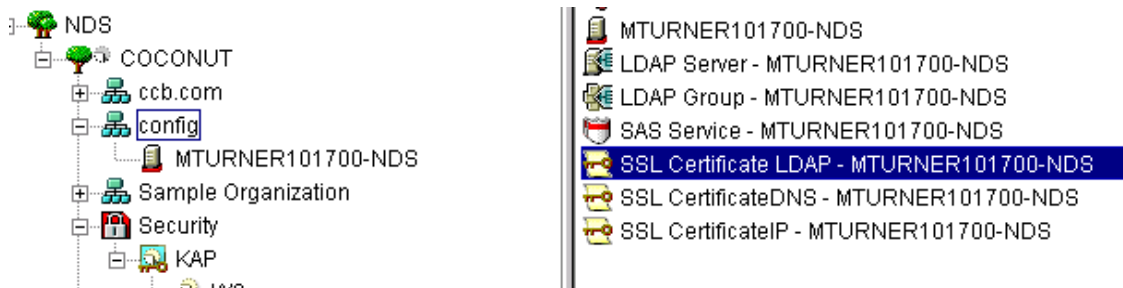 NDS
COCONUT
ccb.com
config
MTURNER101700-NDS
Sample Organization
Security
KAP
MTURNER101700-NDS
LDAP Server - MTURNER101700-NDS
LDAP Group - MTURNER101700-NDS
SAS Service - MTURNER101700-NDS
SSL Certificate LDAP - MTURNER101700-NDS
SSL CertificateDNS - MTURNER101700-NDS
SSL CertificateIP - MTURNER101700-NDS